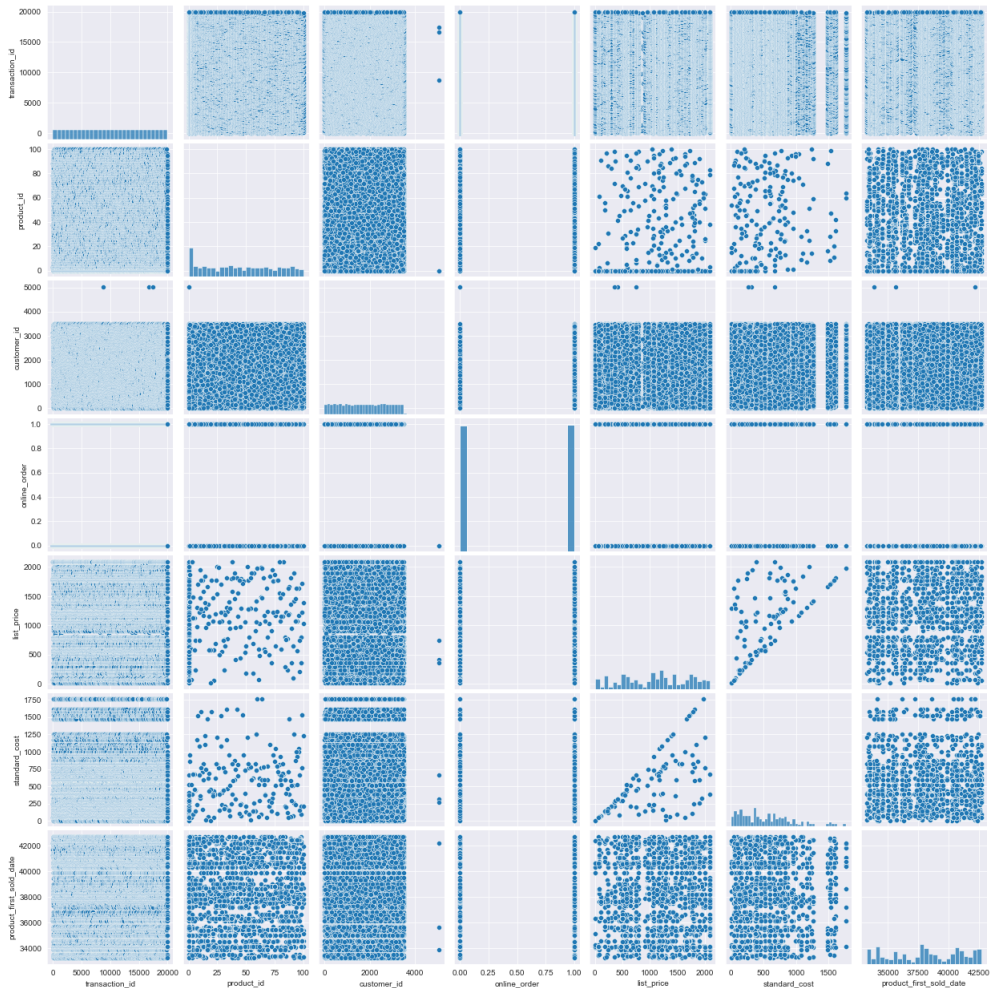 transaction_id
20000
15000
10000
5000
0
product_id
100
80
60
40
20
0
customer_id
5000
4000
3000
2000
1000
0
online_order
1.0
0.8
0.6
0.4
0.2
0.0
list_price
2000
1500
1000
500
0
standard_cost
1750
1500
1250
1000
750
500
250
0
product_first_sold_date
42000
40000
38000
36000
34000
0 5000 10000 15000 20000
0 25 50 75 100
0 2000 4000
0.00 0.25 0.50 0.75 1.00
0 500 1000 1500 2000
0 500 1000 1500
35000 37500 40000 42500
transaction_id product_id customer_id online_order list_price standard_cost product_first_sold_date